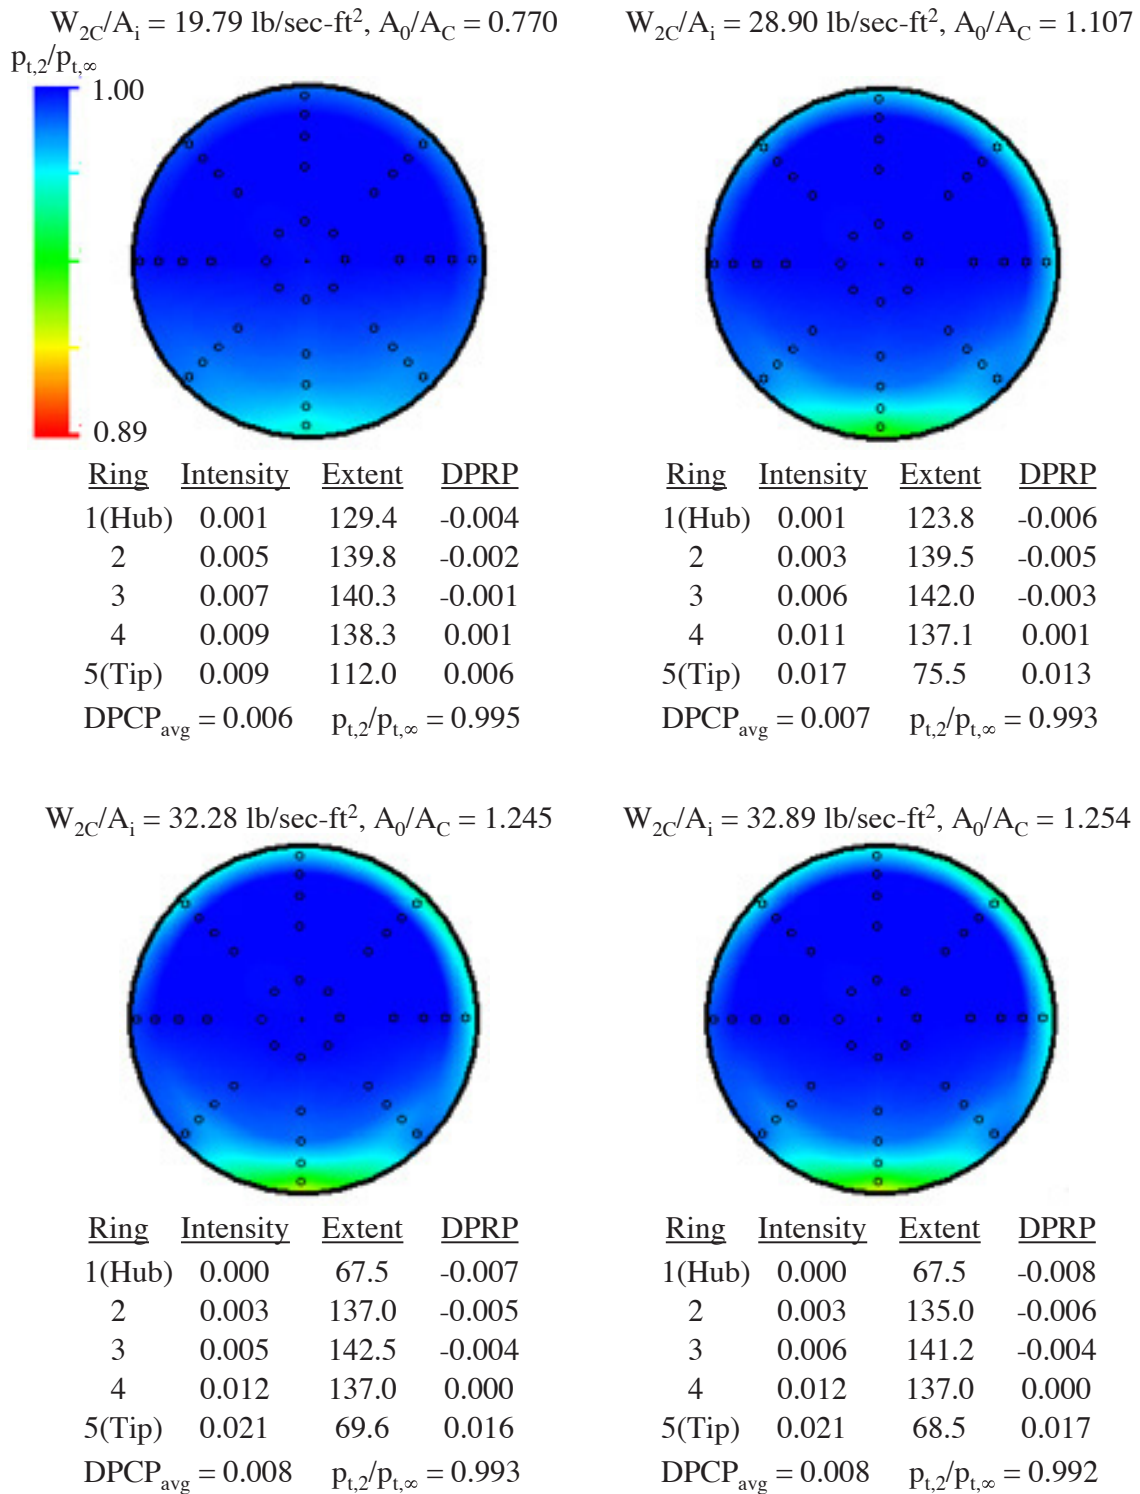 W2C/Ai = 19.79 lb/sec-ft², A0/AC = 0.770
pt,2/pt,∞
1.00
0.89
Ring Intensity Extent DPRP
1(Hub) 0.001 129.4 -0.004
2 0.005 139.8 -0.002
3 0.007 140.3 -0.001
4 0.009 138.3 0.001
5(Tip) 0.009 112.0 0.006
DPCPavg = 0.006 pt,2/pt,∞ = 0.995
W2C/Ai = 28.90 lb/sec-ft², A0/AC = 1.107
Ring Intensity Extent DPRP
1(Hub) 0.001 123.8 -0.006
2 0.003 139.5 -0.005
3 0.006 142.0 -0.003
4 0.011 137.1 0.001
5(Tip) 0.017 75.5 0.013
DPCPavg = 0.007 pt,2/pt,∞ = 0.993
W2C/Ai = 32.28 lb/sec-ft², A0/AC = 1.245
Ring Intensity Extent DPRP
1(Hub) 0.000 67.5 -0.007
2 0.003 137.0 -0.005
3 0.005 142.5 -0.004
4 0.012 137.0 0.000
5(Tip) 0.021 69.6 0.016
DPCPavg = 0.008 pt,2/pt,∞ = 0.993
W2C/Ai = 32.89 lb/sec-ft², A0/AC = 1.254
Ring Intensity Extent DPRP
1(Hub) 0.000 67.5 -0.008
2 0.003 135.0 -0.006
3 0.006 141.2 -0.004
4 0.012 137.0 0.000
5(Tip) 0.021 68.5 0.017
DPCPavg = 0.008 pt,2/pt,∞ = 0.992